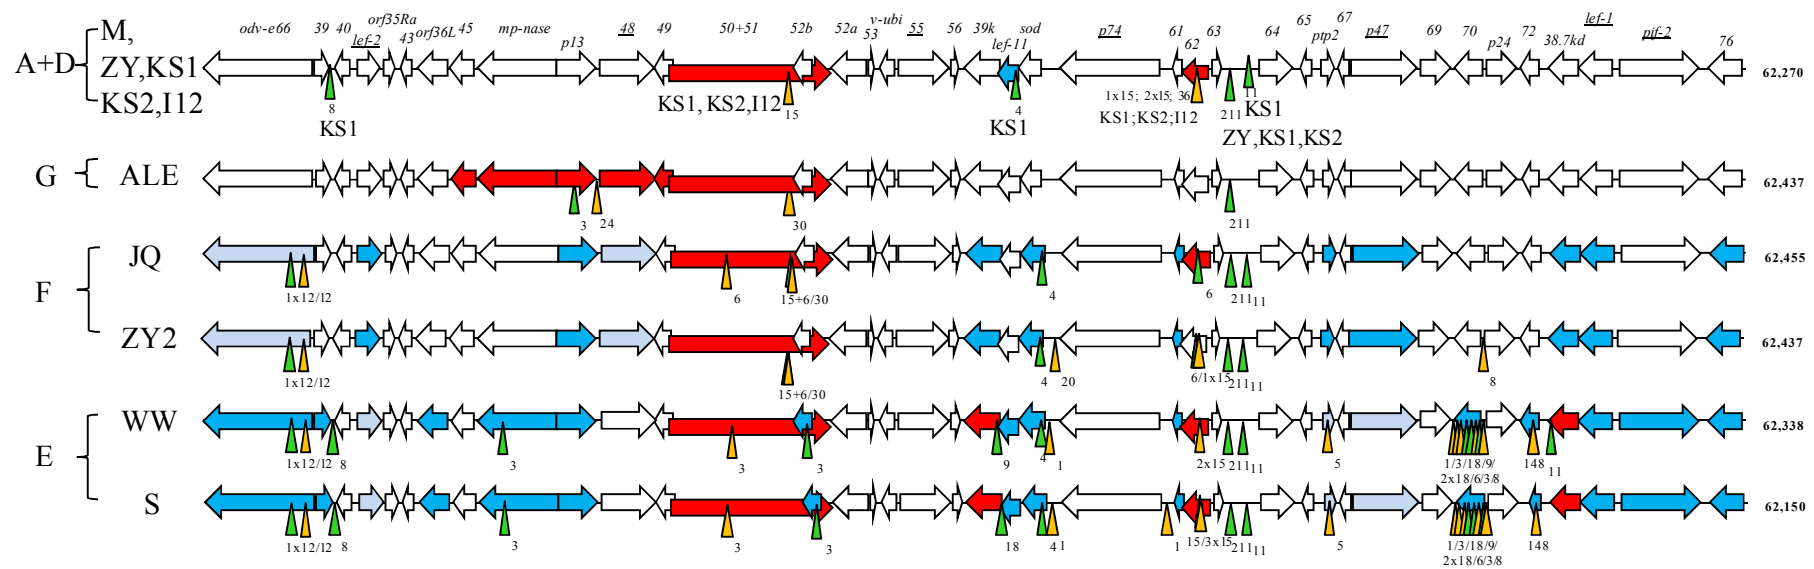 odv-e66 39 40 lef-2 orf35Ra 43 orf36L 45 mp-nase p13 48 49 50+51 52b 52a 53 v-ubi 55 56 39k lef-11 sod p74 61 62 63 64 65 ptp2 67 p47 69 70 p24 72 38.7kd lef-1 pif-2 76
A+D
M,
ZY,KS1
KS2,I12
62,270
8 15 4 1x15; 2x15; 36 211 11
KS1 KS1, KS2,I12 KS1 KS1;KS2;I12 KS1
ZY,KS1,KS2
G ALE 62,437
3 24 30 211
F
JQ 62,455
1x12/12 6 15+6/30 4 6 211 11
ZY2 62,437
1x12/12 15+6/30 4 20 6/1x15 211 11 8
E
WW 62,338
1x12/12 8 3 3 3 9 4 1 2x15 211 11 5 1/3/18/9/ 148 11
2x18/6/3/8
S 62,150
1x12/12 8 3 3 3 18 4 1 1 15/3x15 211 11 5 1/3/18/9/ 148
2x18/6/3/8